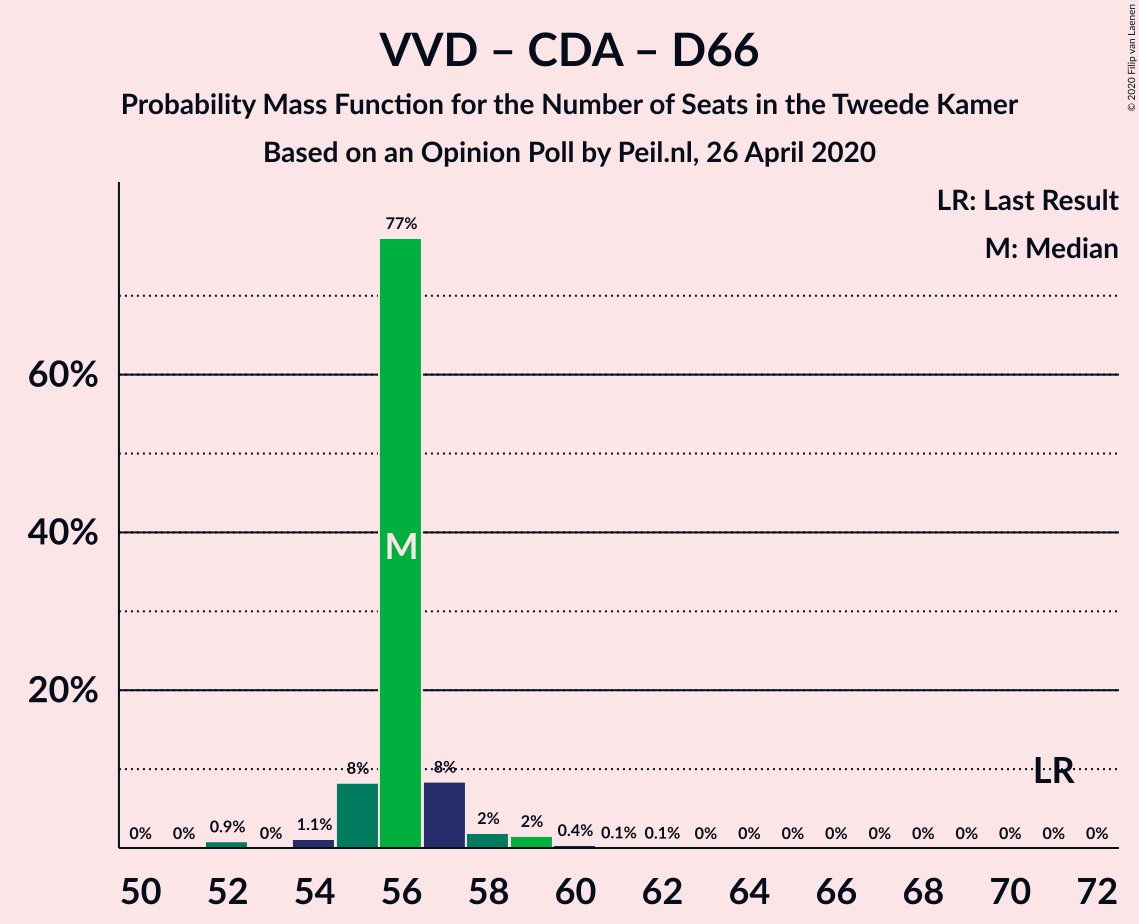 VVD – CDA – D66
Probability Mass Function for the Number of Seats in the Tweede Kamer
Based on an Opinion Poll by Peil.nl, 26 April 2020
© 2020 Filip van Laenen
LR: Last Result
M: Median
60%
40%
20%
0% 0% 0.9% 0% 1.1% 8% 77% 8% 2% 2% 0.4% 0.1% 0.1% 0% 0% 0% 0% 0% 0% 0% 0% 0% 0%
M
LR
50 52 54 56 58 60 62 64 66 68 70 72